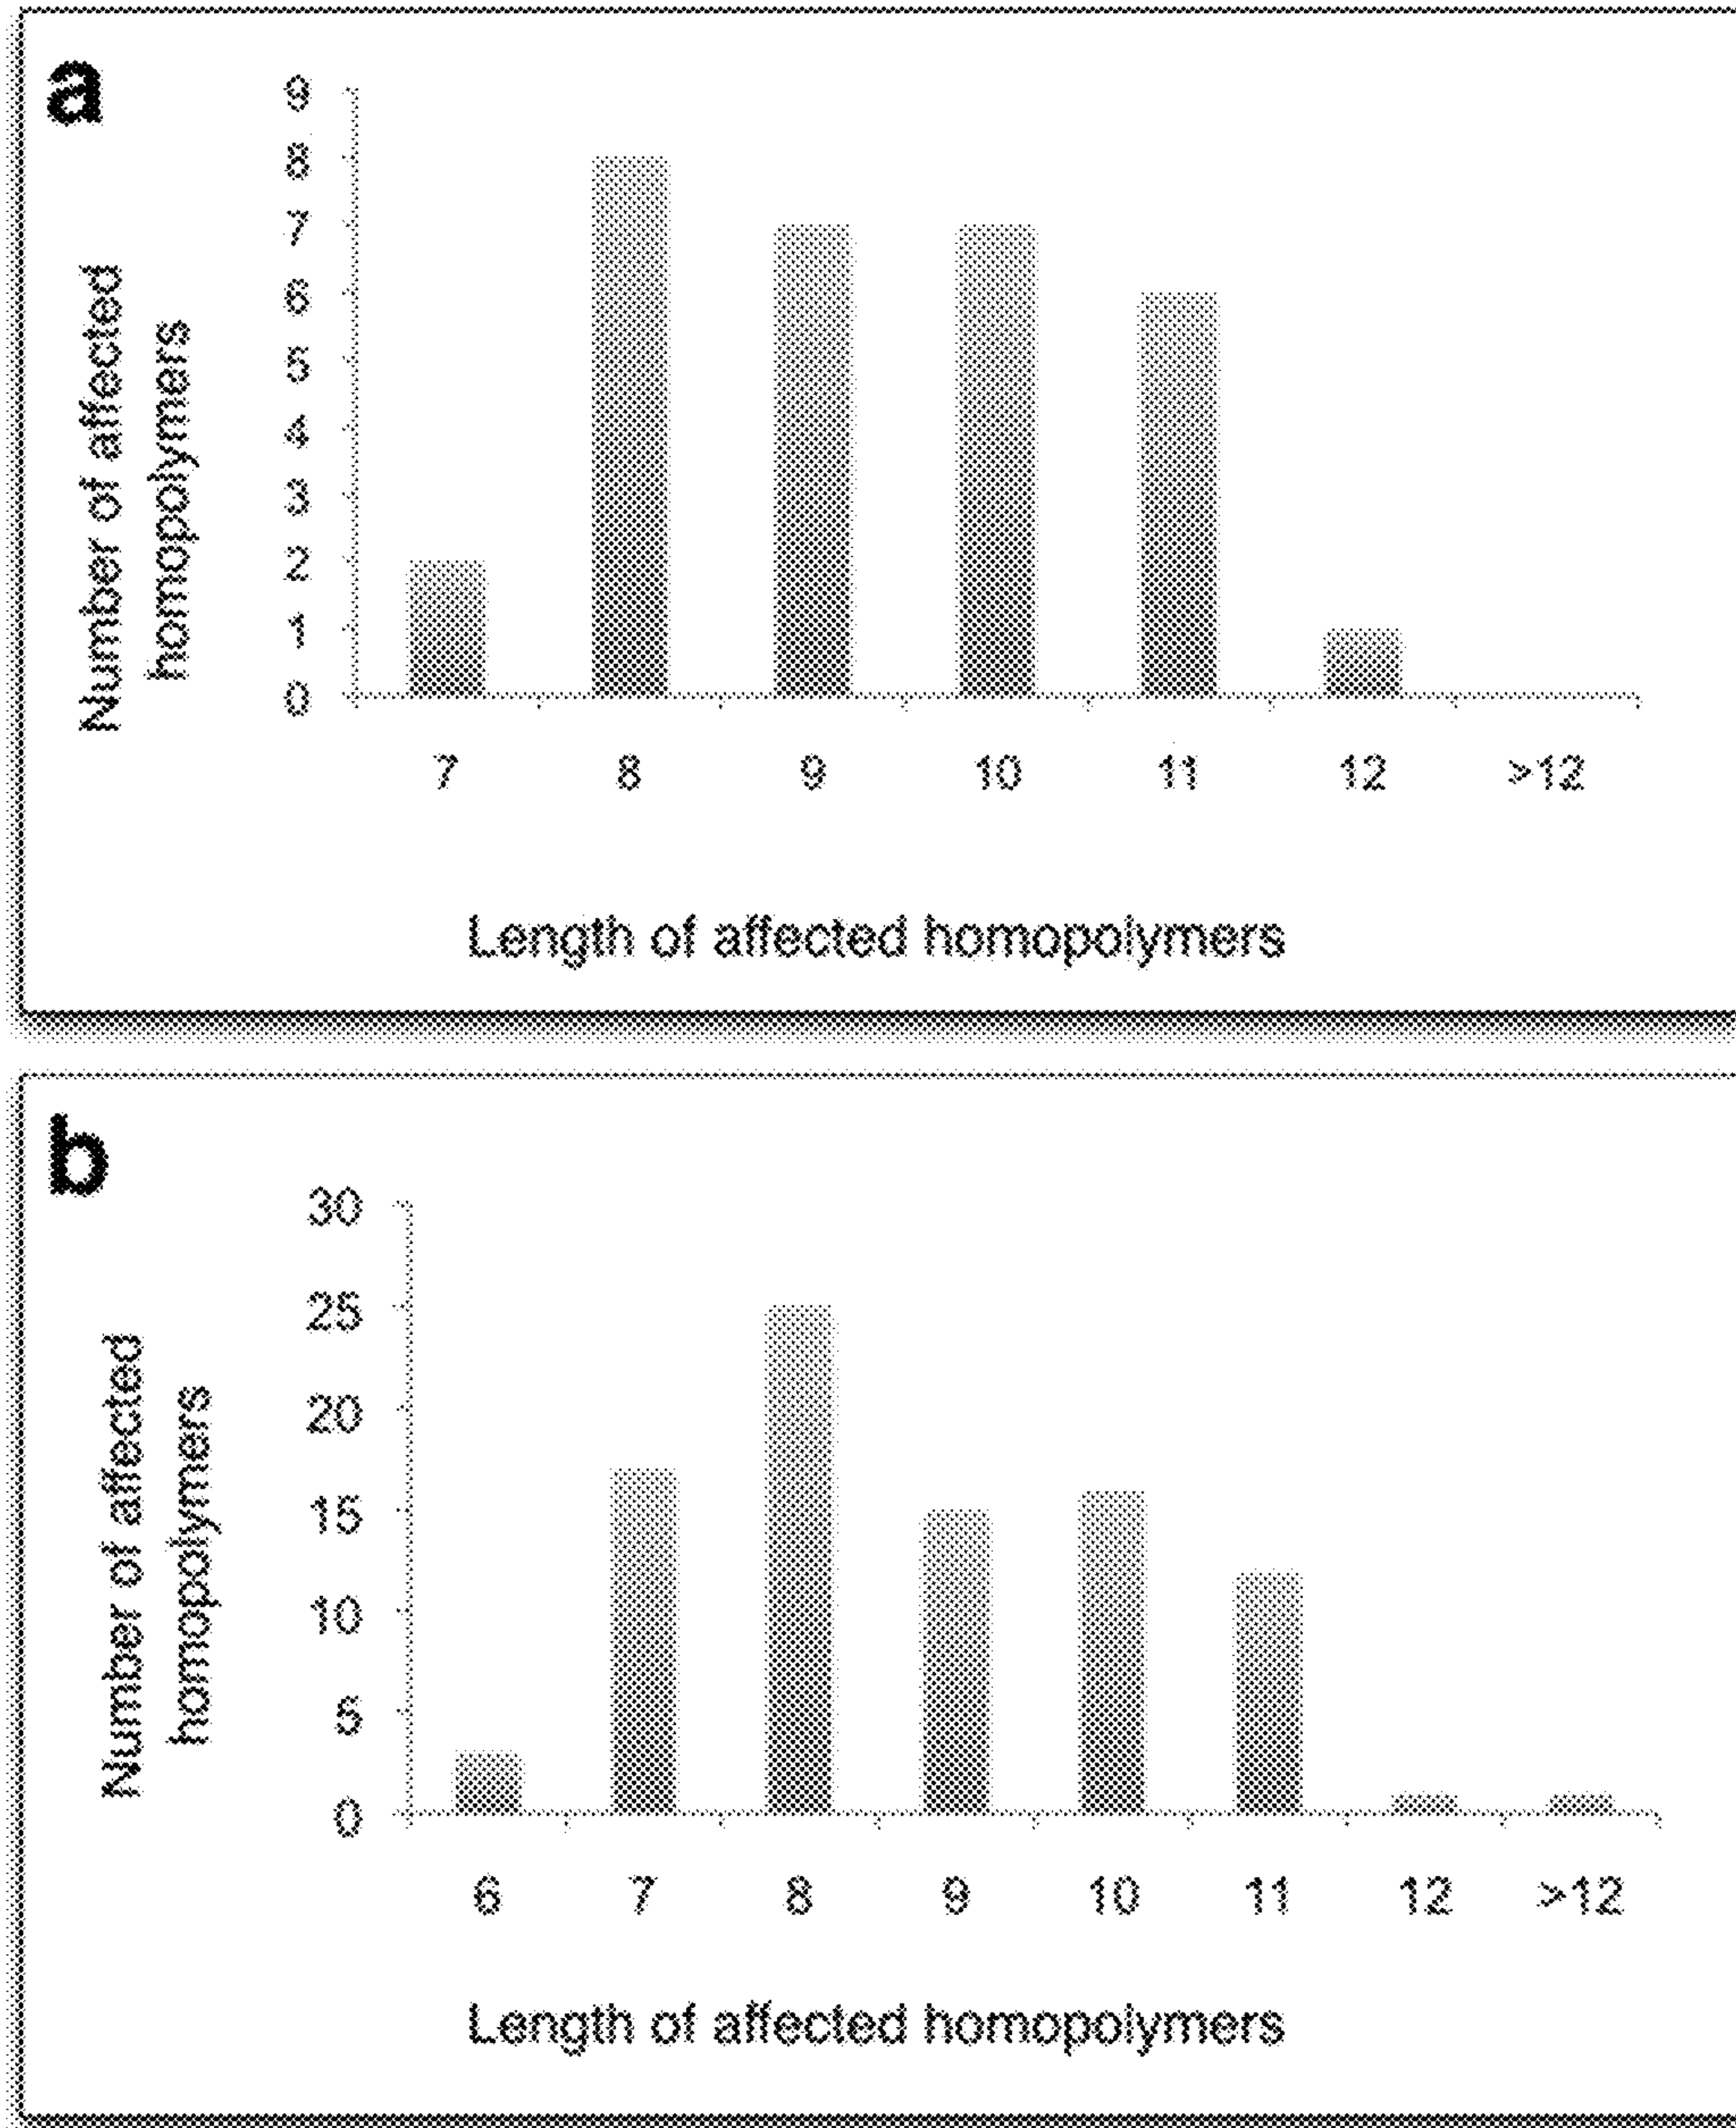 a
Number of affected
homopolymers
9
8
7
6
5
4
3
2
1
0
7 8 9 10 11 12 >12
Length of affected homopolymers
b
Number of affected
homopolymers
30
25
20
15
10
5
0
6 7 8 9 10 11 12 >12
Length of affected homopolymers